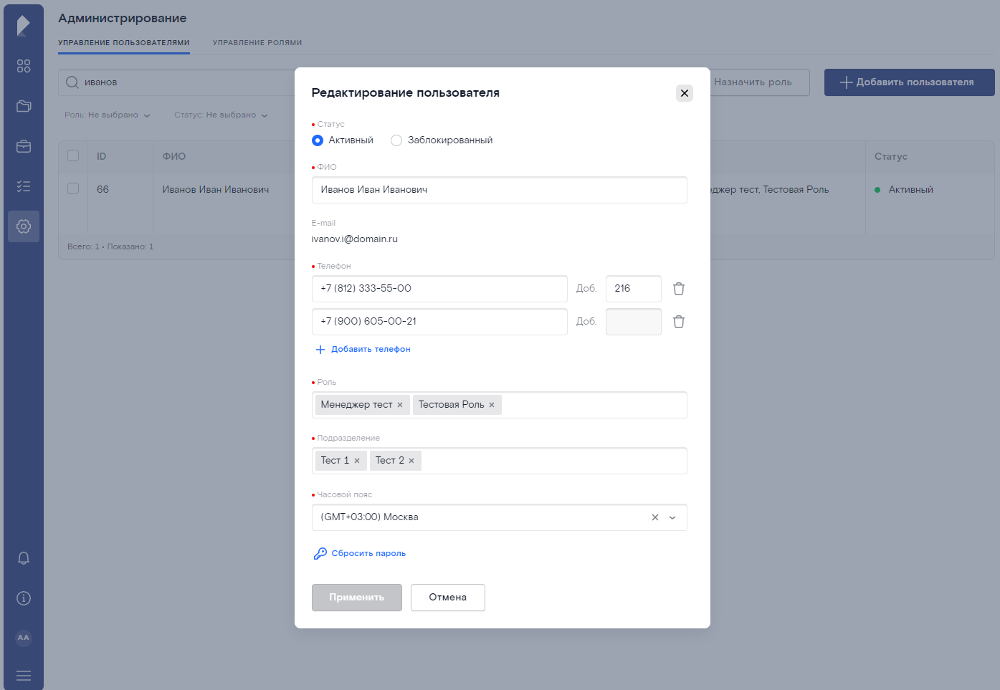 Администрирование
УПРАВЛЕНИЕ ПОЛЬЗОВАТЕЛЯМИ УПРАВЛЕНИЕ РОЛЯМИ
иванов
Назначить роль
Добавить пользователя
Роль: Не выбрано Статус: Не выбрано
ID ФИО Статус
66 Иванов Иван Иванович тест, Тестовая Роль Активный
Всего: 1 • Показано: 1
АА
Редактирование пользователя
Статус
Активный Заблокированный
ФИО
Иванов Иван Иванович
E-mail
ivanov.i@domain.ru
Телефон
+7 (812) 333-55-00 Доб. 216
+7 (900) 605-00-21 Доб.
Добавить телефон
Роль
Менеджер тест Тестовая Роль
Подразделение
Тест 1 Тест 2
Часовой пояс
(GMT+03:00) Москва
Сбросить пароль
Применить Отмена